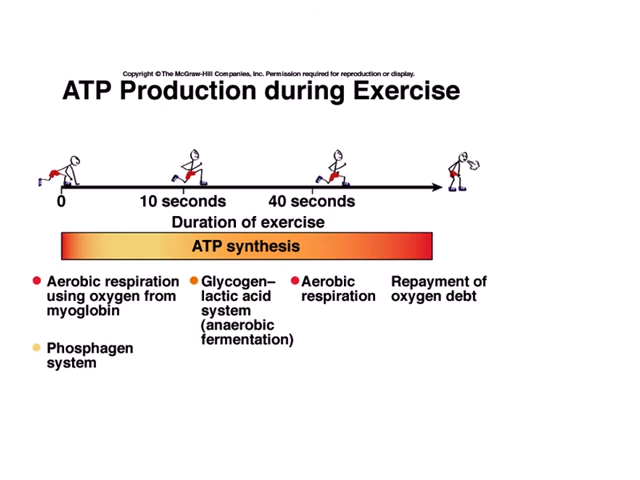 Copyright © The McGraw-Hill Companies, Inc. Permission required for reproduction or display.
ATP Production during Exercise
0
10 seconds
40 seconds
Duration of exercise
ATP synthesis
Aerobic respiration
using oxygen from
myoglobin
Phosphagen
system
Glycogen–
lactic acid
system
(anaerobic
fermentation)
Aerobic
respiration
Repayment of
oxygen debt